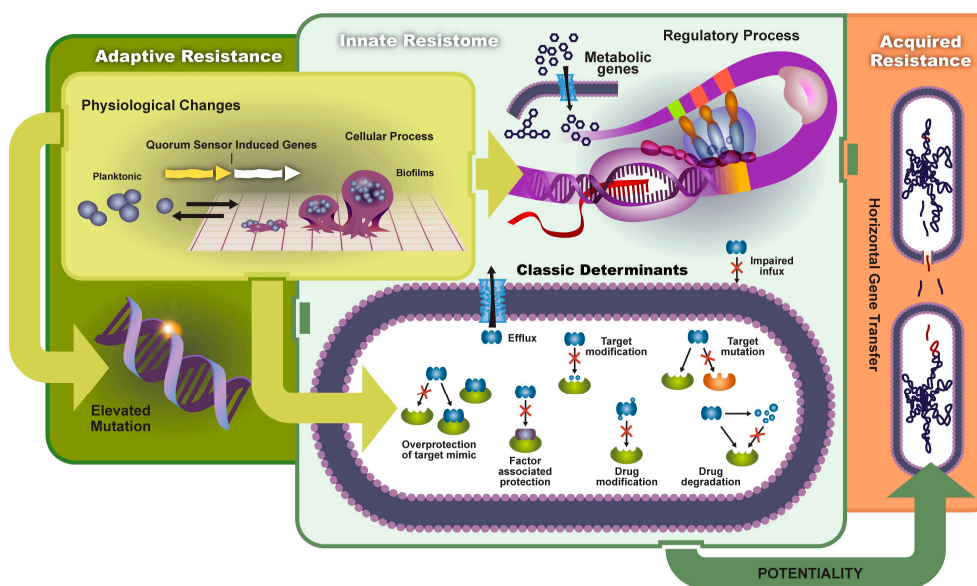 Adaptive Resistance
Physiological Changes
Quorum Sensor Induced Genes
Planktonic
Cellular Process
Biofilms
Elevated
Mutation
Innate Resistome
Metabolic
genes
Regulatory Process
Classic Determinants
Impaired
infux
Efflux
Target
modification
Target
mutation
Overprotection
of target mimic
Factor
associated
protection
Drug
modification
Drug
degradation
Acquired
Resistance
Horizontal Gene Transfer
POTENTIALITY